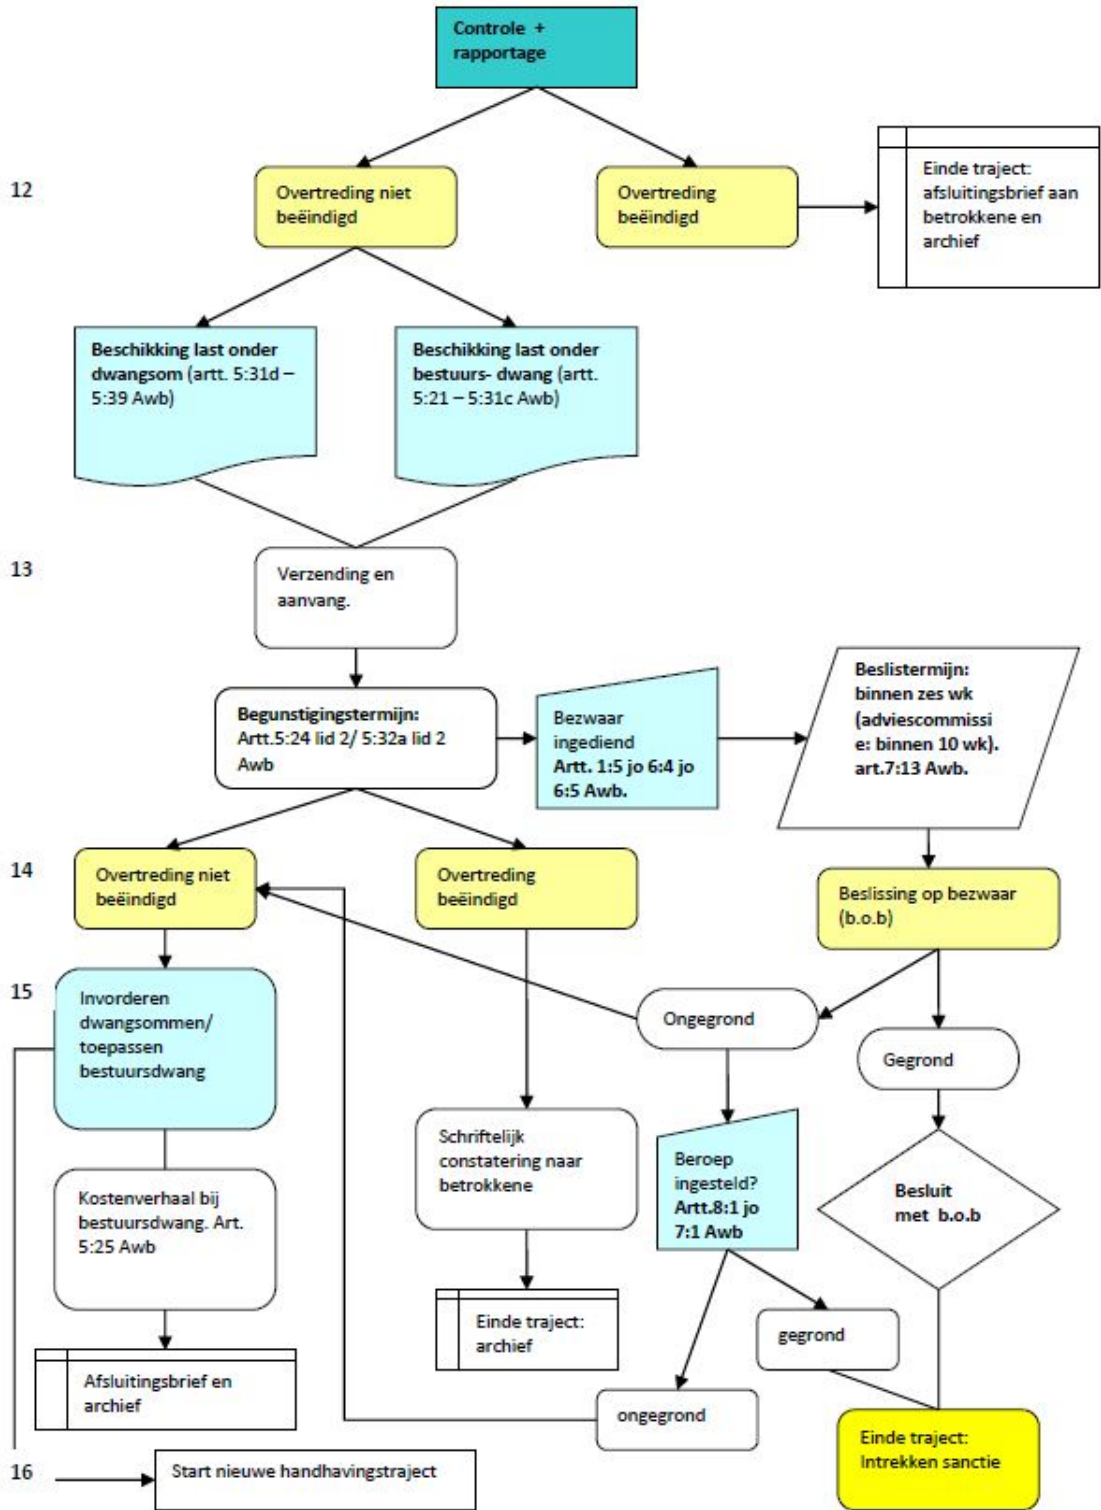 Controle +
rapportage
12
Overtreding niet
beëindigd
Overtreding
beëindigd
Einde traject:
afsluitingsbrief aan
betrokkene en
archief
Beschikking last onder
dwangsom (artt. 5:31d –
5:39 Awb)
Beschikking last onder
bestuurs- dwang (artt.
5:21 – 5:31c Awb)
13
Verzending en
aanvang.
Begunstigingstermijn:
Artt.5:24 lid 2/ 5:32a lid 2
Awb
Bezwaar
ingediend
Artt. 1:5 jo 6:4 jo
6:5 Awb.
Beslistermijn:
binnen zes wk
(adviescommissi
e: binnen 10 wk).
art.7:13 Awb.
14
Overtreding niet
beëindigd
Overtreding
beëindigd
Beslissing op bezwaar
(b.o.b)
15
Invorderen
dwangsommen/
toepassen
bestuursdwang
Ongegrond
Gegrond
Schriftelijk
constatering naar
betrokkene
Beroep
ingesteld?
Artt.8:1 jo
7:1 Awb
Besluit
met b.o.b
Kostenverhaal bij
bestuursdwang. Art.
5:25 Awb
Einde traject:
archief
gegrond
Afsluitingsbrief en
archief
ongegrond
Einde traject:
Intrekken sanctie
16
Start nieuwe handhavingstraject